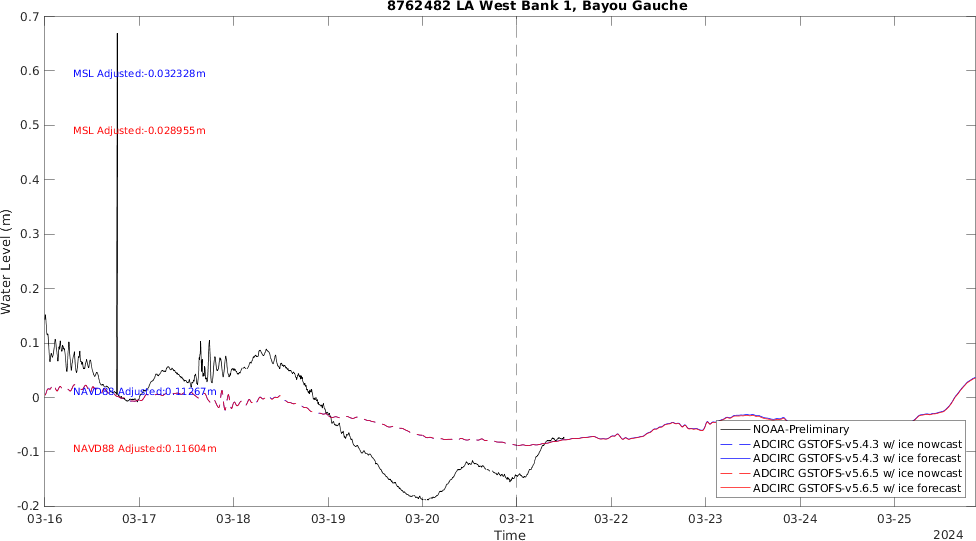 8762482 LA West Bank 1, Bayou Gauche
0.7
0.6
0.5
0.4
0.3
0.2
0.1
0
-0.1
-0.2
Water Level (m)
MSL Adjusted:-0.032328m
MSL Adjusted:-0.028955m
NAVD88 Adjusted:0.11267m
NAVD88 Adjusted:0.11604m
NOAA-Preliminary
ADCIRC GSTOFS-v5.4.3 w/ ice nowcast
ADCIRC GSTOFS-v5.4.3 w/ ice forecast
ADCIRC GSTOFS-v5.6.5 w/ ice nowcast
ADCIRC GSTOFS-v5.6.5 w/ ice forecast
03-16 03-17 03-18 03-19 03-20 03-21 03-22 03-23 03-24 03-25
Time
2024